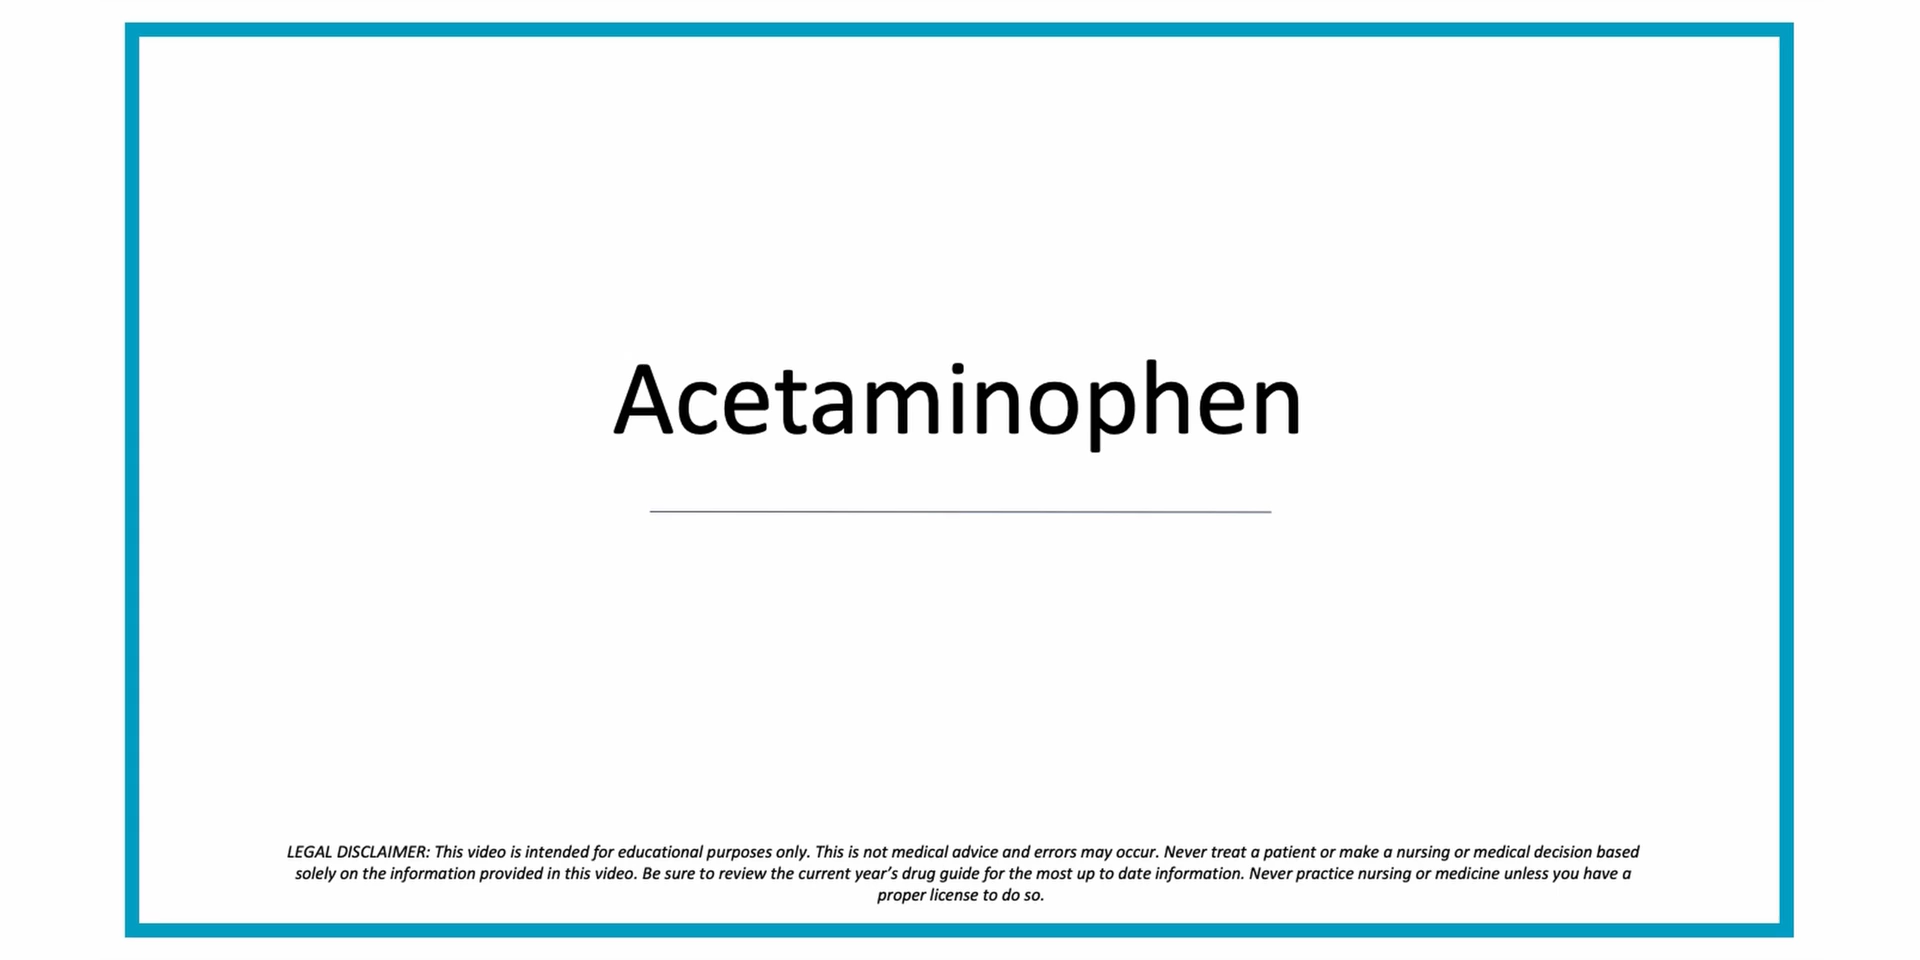 Acetaminophen
LEGAL DISCLAIMER: This video is intended for educational purposes only. This is not medical advice and errors may occur. Never treat a patient or make a nursing or medical decision based
solely on the information provided in this video. Be sure to review the current year’s drug guide for the most up to date information. Never practice nursing or medicine unless you have a
proper license to do so.